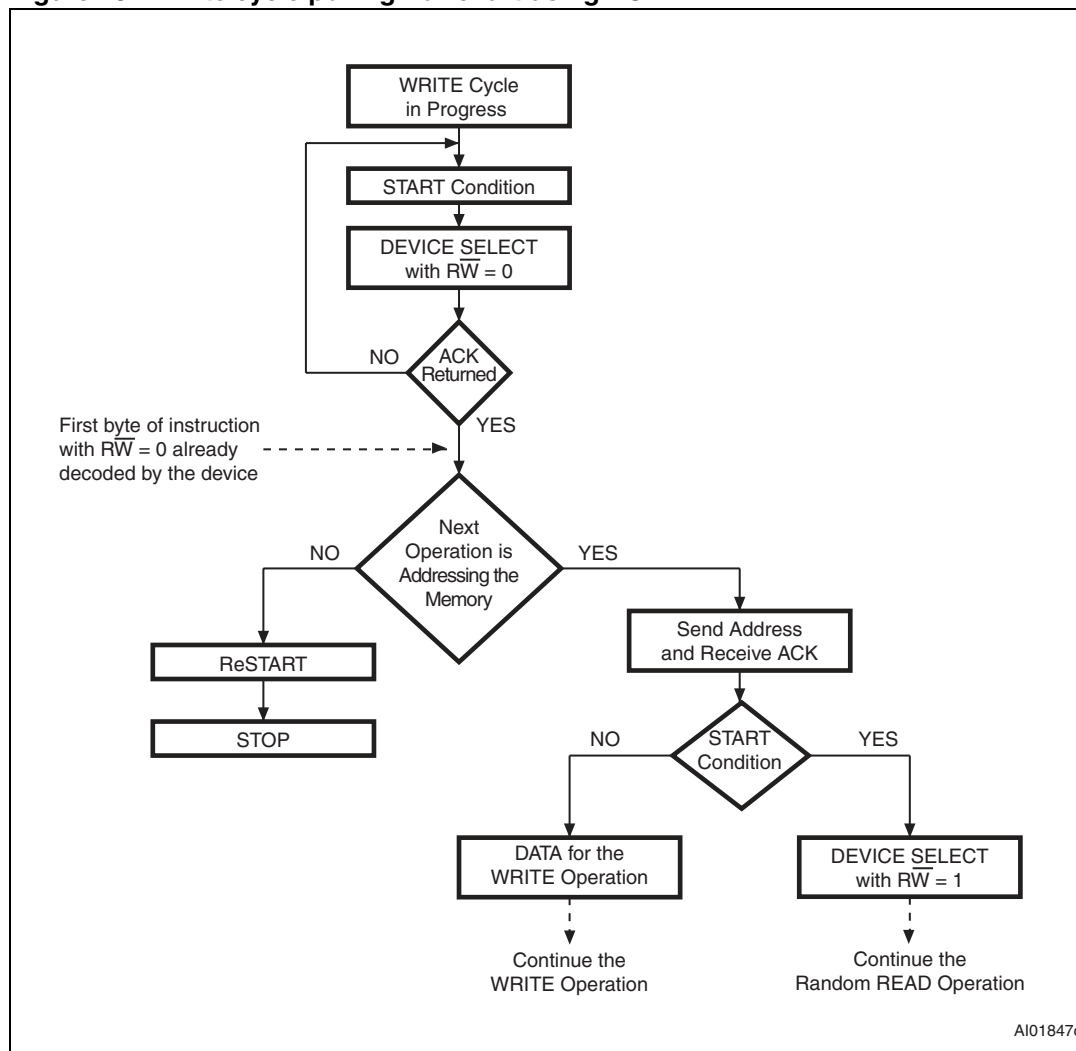 WRITE Cycle
in Progress
START Condition
DEVICE SELECT
with RW̅ = 0
NO
ACK
Returned
YES
First byte of instruction
with RW̅ = 0 already
decoded by the device
Next
Operation is
Addressing the
Memory
NO
YES
Send Address
and Receive ACK
ReSTART
STOP
START
Condition
NO
YES
DATA for the
WRITE Operation
DEVICE SELECT
with RW̅ = 1
Continue the
WRITE Operation
Continue the
Random READ Operation
AI01847d